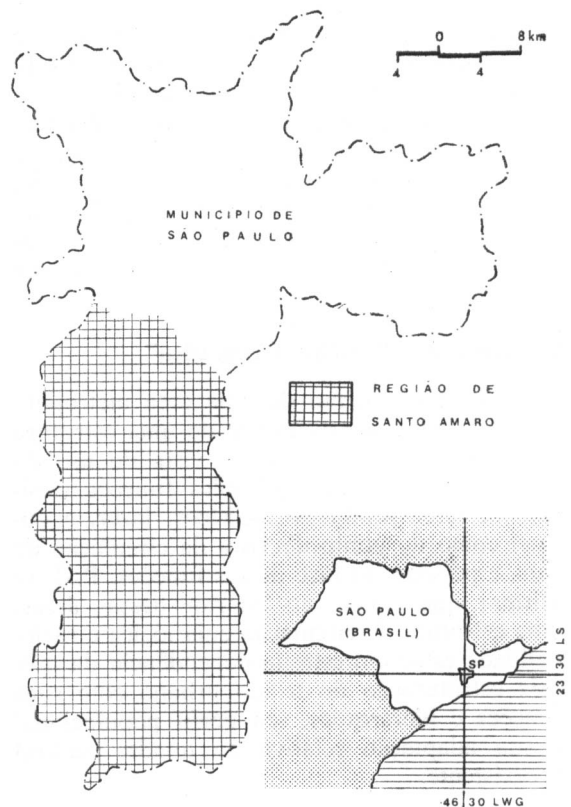 0 8 km
4 4
MUNICIPIO DE
SÃO PAULO
REGIÃO DE
SANTO AMARO
SÃO PAULO
(BRASIL)
SP
23 30 LS
46 30 LWG